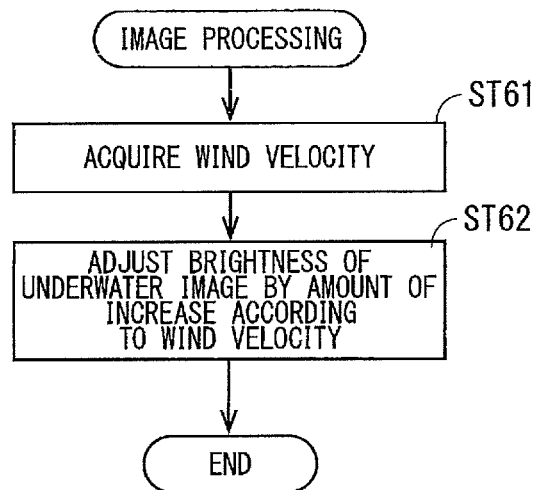 IMAGE PROCESSING
ST61
ACQUIRE WIND VELOCITY
ST62
ADJUST BRIGHTNESS OF
UNDERWATER IMAGE BY AMOUNT OF
INCREASE ACCORDING
TO WIND VELOCITY
END